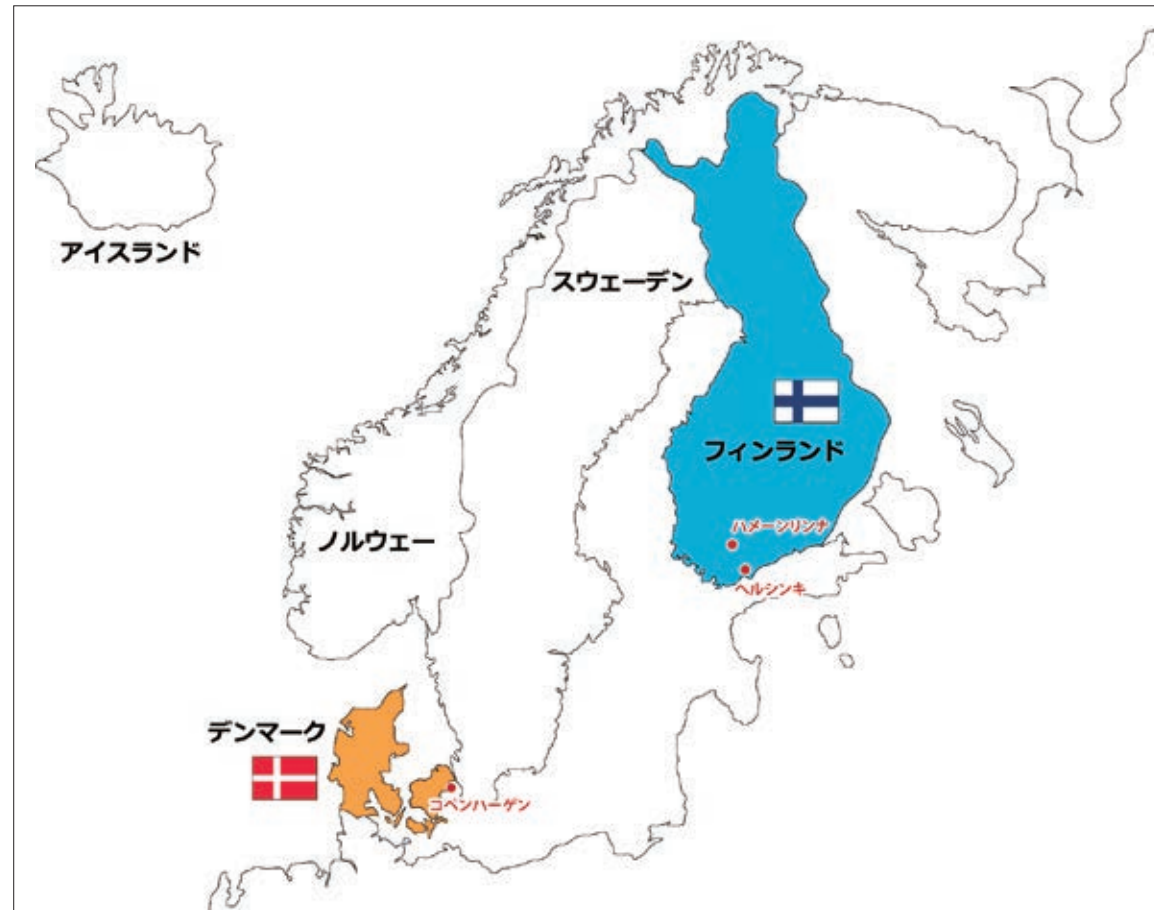 アイスランド
スウェーデン
フィンランド
ハメーンリンナ
ノルウェー
ヘルシンキ
デンマーク
コペンハーゲン